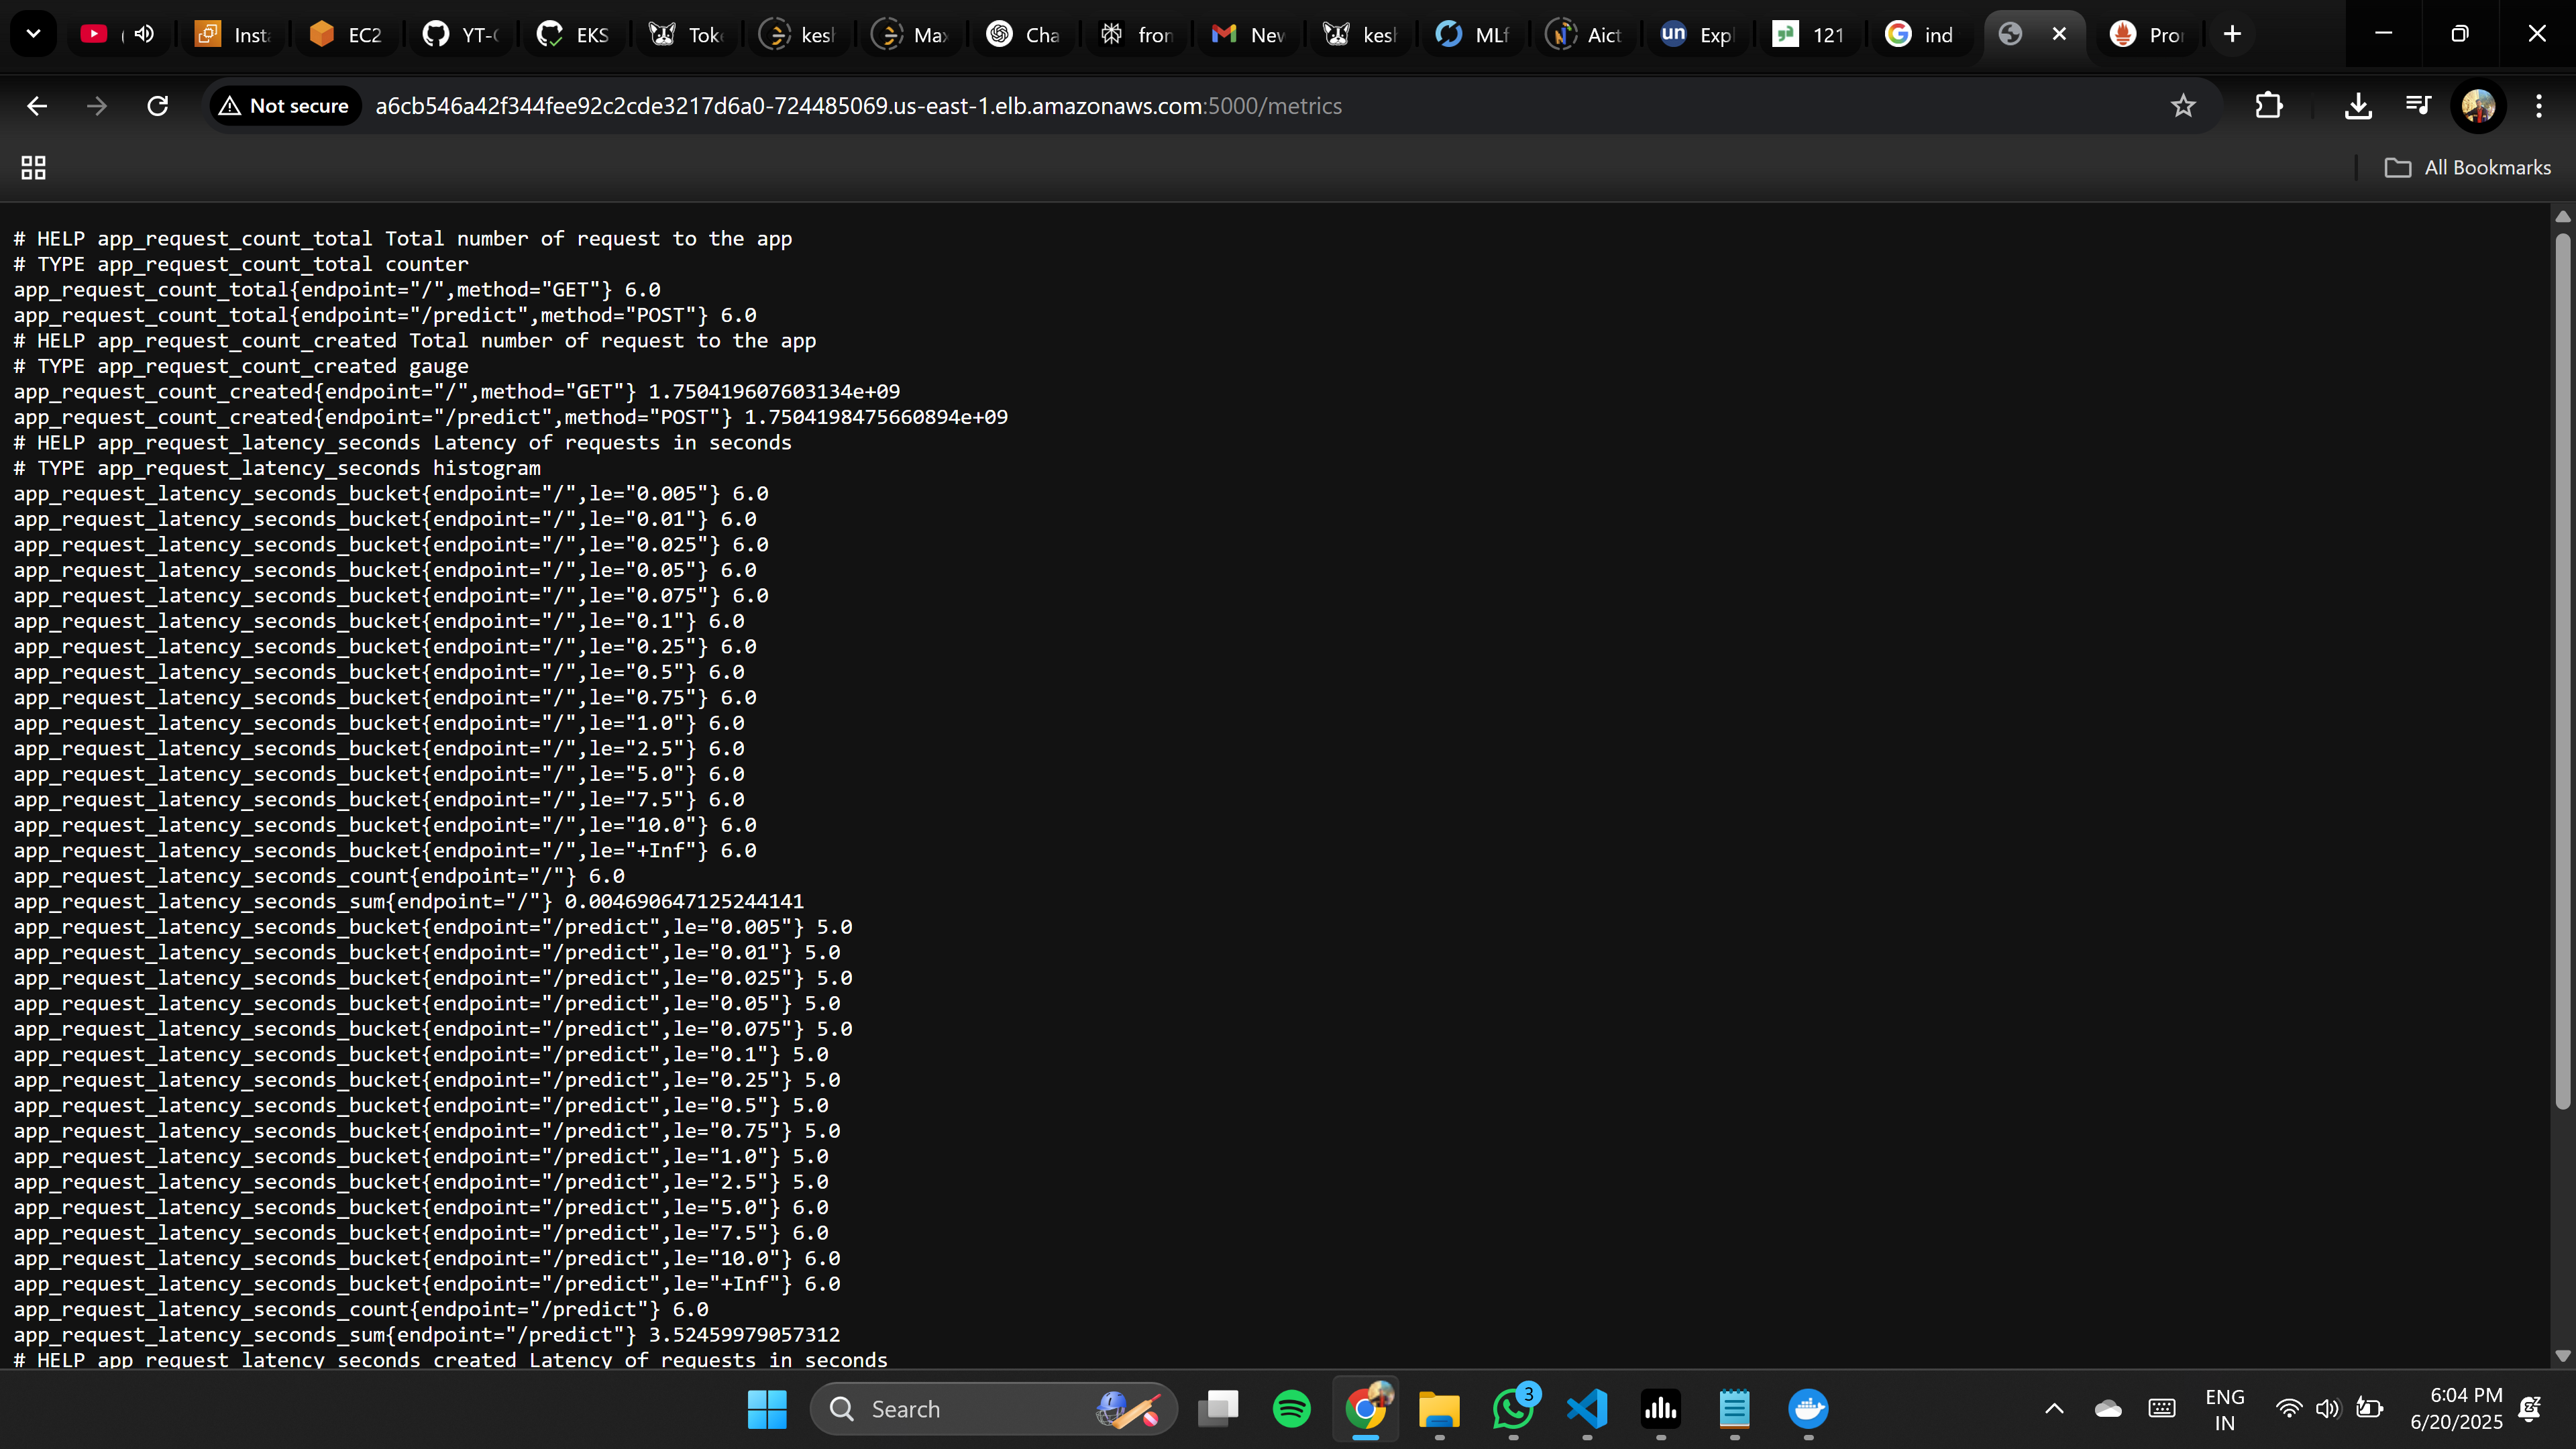 Insta
EC2
YT-C
EKS
Toke
kesh
Max
Cha
fron
New
kesh
MLf
Aict
un
Expl
121
ind
Pro
Not secure
a6cb546a42f344fee92c2cde3217d6a0-724485069.us-east-1.elb.amazonaws.com:5000/metrics
All Bookmarks
# HELP app_request_count_total Total number of request to the app
# TYPE app_request_count_total counter
app_request_count_total{endpoint="/",method="GET"} 6.0
app_request_count_total{endpoint="/predict",method="POST"} 6.0
# HELP app_request_count_created Total number of request to the app
# TYPE app_request_count_created gauge
app_request_count_created{endpoint="/",method="GET"} 1.750419607603134e+09
app_request_count_created{endpoint="/predict",method="POST"} 1.7504198475660894e+09
# HELP app_request_latency_seconds Latency of requests in seconds
# TYPE app_request_latency_seconds histogram
app_request_latency_seconds_bucket{endpoint="/",le="0.005"} 6.0
app_request_latency_seconds_bucket{endpoint="/",le="0.01"} 6.0
app_request_latency_seconds_bucket{endpoint="/",le="0.025"} 6.0
app_request_latency_seconds_bucket{endpoint="/",le="0.05"} 6.0
app_request_latency_seconds_bucket{endpoint="/",le="0.075"} 6.0
app_request_latency_seconds_bucket{endpoint="/",le="0.1"} 6.0
app_request_latency_seconds_bucket{endpoint="/",le="0.25"} 6.0
app_request_latency_seconds_bucket{endpoint="/",le="0.5"} 6.0
app_request_latency_seconds_bucket{endpoint="/",le="0.75"} 6.0
app_request_latency_seconds_bucket{endpoint="/",le="1.0"} 6.0
app_request_latency_seconds_bucket{endpoint="/",le="2.5"} 6.0
app_request_latency_seconds_bucket{endpoint="/",le="5.0"} 6.0
app_request_latency_seconds_bucket{endpoint="/",le="7.5"} 6.0
app_request_latency_seconds_bucket{endpoint="/",le="10.0"} 6.0
app_request_latency_seconds_bucket{endpoint="/",le="+Inf"} 6.0
app_request_latency_seconds_count{endpoint="/"} 6.0
app_request_latency_seconds_sum{endpoint="/"} 0.004690647125244141
app_request_latency_seconds_bucket{endpoint="/predict",le="0.005"} 5.0
app_request_latency_seconds_bucket{endpoint="/predict",le="0.01"} 5.0
app_request_latency_seconds_bucket{endpoint="/predict",le="0.025"} 5.0
app_request_latency_seconds_bucket{endpoint="/predict",le="0.05"} 5.0
app_request_latency_seconds_bucket{endpoint="/predict",le="0.075"} 5.0
app_request_latency_seconds_bucket{endpoint="/predict",le="0.1"} 5.0
app_request_latency_seconds_bucket{endpoint="/predict",le="0.25"} 5.0
app_request_latency_seconds_bucket{endpoint="/predict",le="0.5"} 5.0
app_request_latency_seconds_bucket{endpoint="/predict",le="0.75"} 5.0
app_request_latency_seconds_bucket{endpoint="/predict",le="1.0"} 5.0
app_request_latency_seconds_bucket{endpoint="/predict",le="2.5"} 5.0
app_request_latency_seconds_bucket{endpoint="/predict",le="5.0"} 6.0
app_request_latency_seconds_bucket{endpoint="/predict",le="7.5"} 6.0
app_request_latency_seconds_bucket{endpoint="/predict",le="10.0"} 6.0
app_request_latency_seconds_bucket{endpoint="/predict",le="+Inf"} 6.0
app_request_latency_seconds_count{endpoint="/predict"} 6.0
app_request_latency_seconds_sum{endpoint="/predict"} 3.52459979057312
# HELP app_request_latency_seconds_created Latency of requests in seconds
Search
3
ENG
IN
6:04 PM
6/20/2025